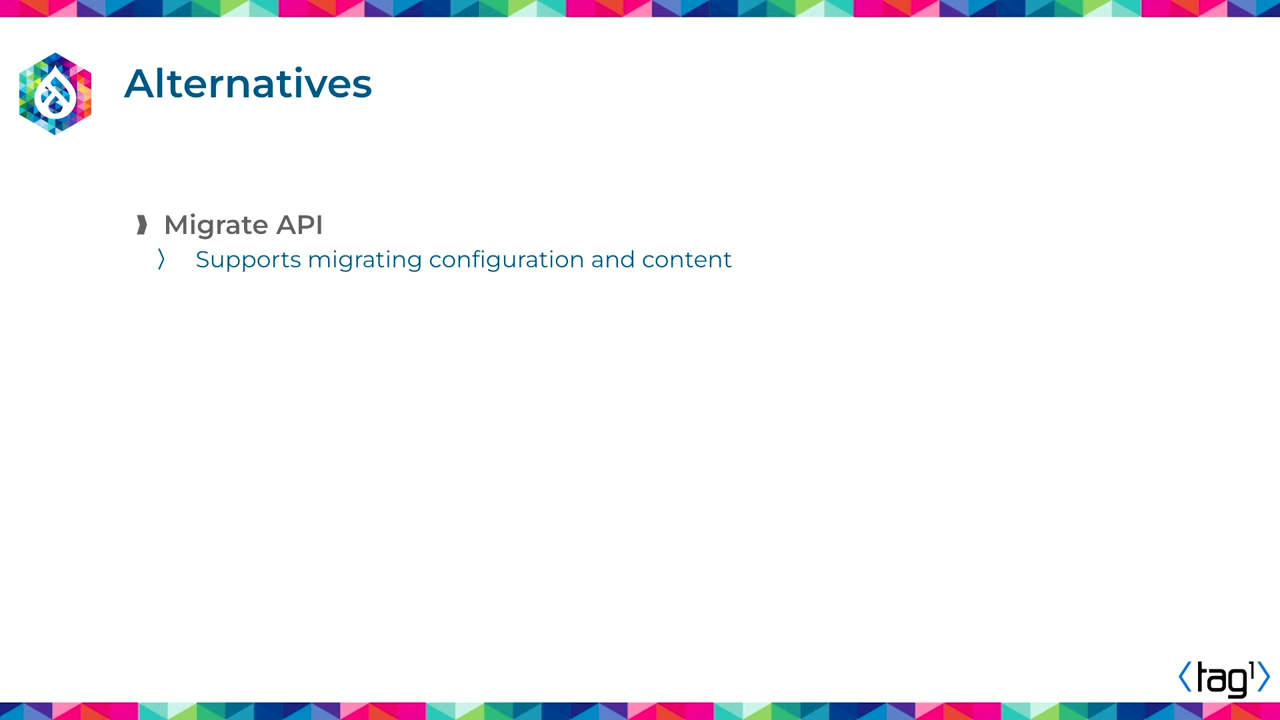 Alternatives
Migrate API
Supports migrating configuration and content
tag1